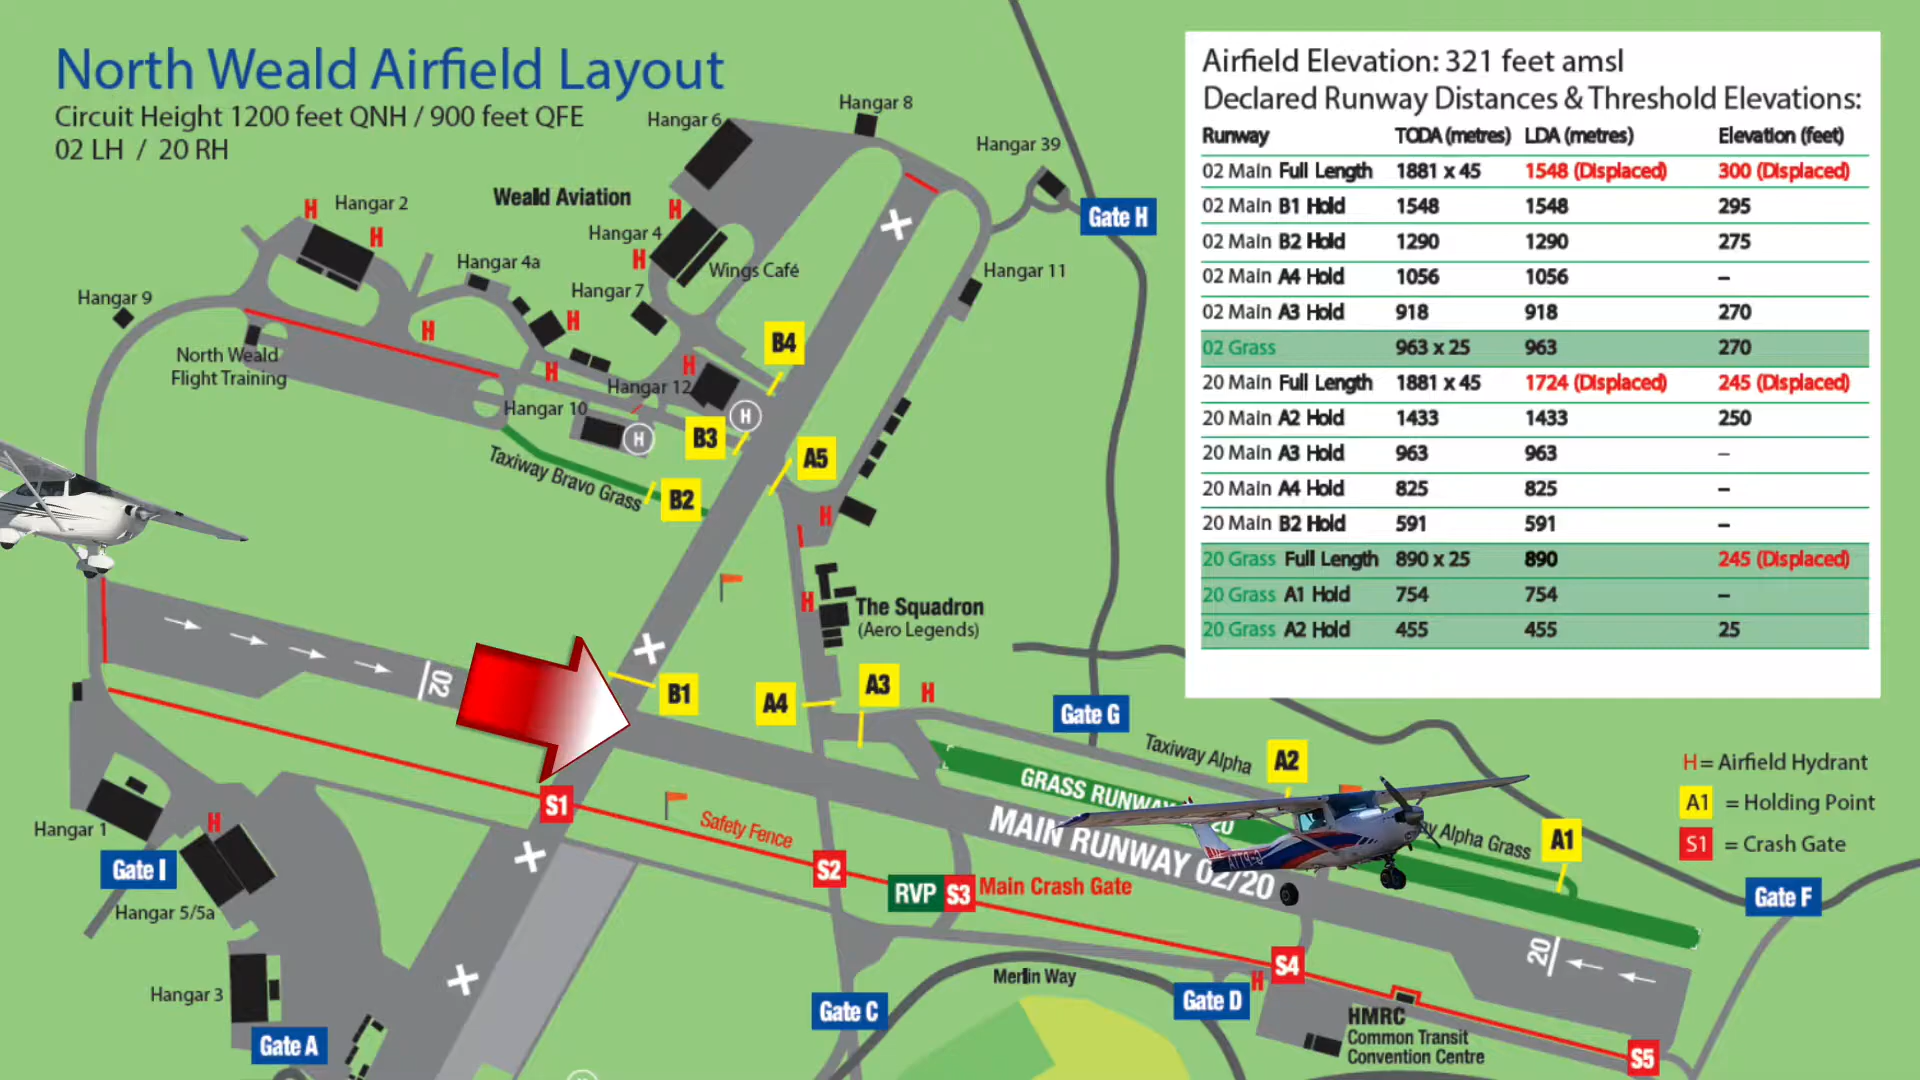 North Weald Airfield Layout
Circuit Height 1200 feet QNH / 900 feet QFE
02 LH / 20 RH
Airfield Elevation: 321 feet amsl
Declared Runway Distances & Threshold Elevations:
Runway TODA (metres) LDA (metres) Elevation (feet)
02 Main Full Length 1881 x 45 1548 (Displaced) 300 (Displaced)
02 Main B1 Hold 1548 1548 295
02 Main B2 Hold 1290 1290 275
02 Main A4 Hold 1056 1056 –
02 Main A3 Hold 918 918 270
02 Grass 963 x 25 963 270
20 Main Full Length 1881 x 45 1724 (Displaced) 245 (Displaced)
20 Main A2 Hold 1433 1433 250
20 Main A3 Hold 963 963 –
20 Main A4 Hold 825 825 –
20 Main B2 Hold 591 591 –
20 Grass Full Length 890 x 25 890 245 (Displaced)
20 Grass A1 Hold 754 754 –
20 Grass A2 Hold 455 455 25
Hangar 8
Hangar 6
Hangar 39
Weald Aviation
H
Hangar 2
H
Gate H
H
Hangar 4
H
Wings Café
Hangar 4a
Hangar 11
Hangar 7
Hangar 9
H
H
B4
North Weald
Flight Training
H
H
Hangar 12
Hangar 10
H
H
B3
A5
Taxiway Bravo Grass
B2
H
H
The Squadron
(Aero Legends)
02
B1
A4
A3
H
Gate G
Taxiway Alpha
A2
GRASS RUNWAY
20
MAIN RUNWAY 02/20
Alpha Grass
A1
H = Airfield Hydrant
A1 = Holding Point
S1 = Crash Gate
S1
Safety Fence
S2
RVP S3 Main Crash Gate
Hangar 1
H
Gate I
Hangar 5/5a
Gate F
20
S4
H
Merlin Way
Gate D
Gate C
Hangar 3
Gate A
HMRC
Common Transit
Convention Centre
S5